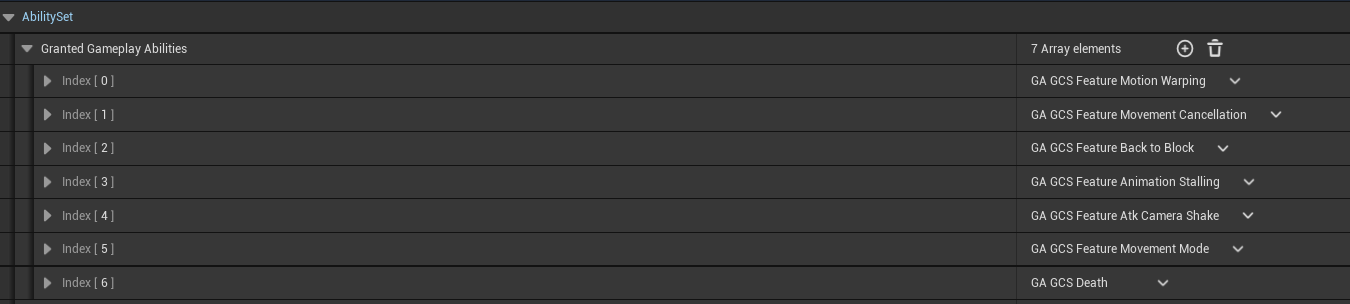 AbilitySet
Granted Gameplay Abilities 7 Array elements
Index [ 0 ] GA GCS Feature Motion Warping
Index [ 1 ] GA GCS Feature Movement Cancellation
Index [ 2 ] GA GCS Feature Back to Block
Index [ 3 ] GA GCS Feature Animation Stalling
Index [ 4 ] GA GCS Feature Atk Camera Shake
Index [ 5 ] GA GCS Feature Movement Mode
Index [ 6 ] GA GCS Death